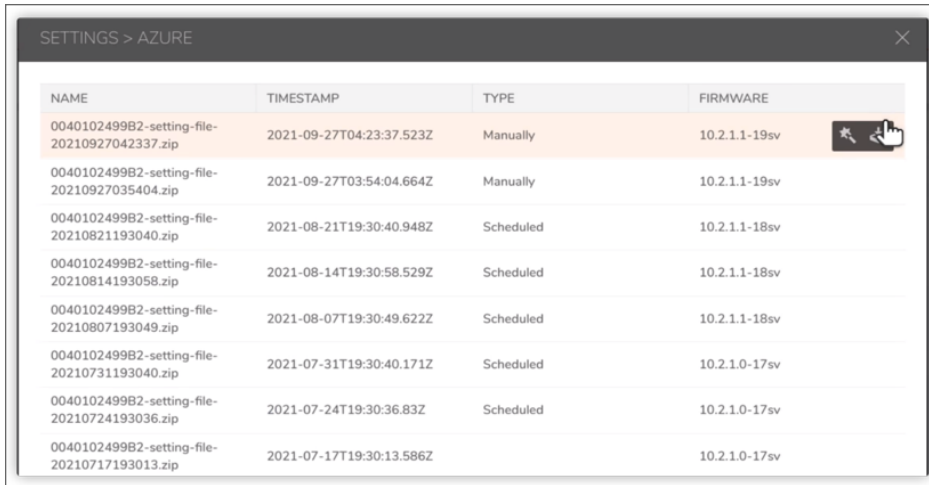 SETTINGS > AZURE
NAME TIMESTAMP TYPE FIRMWARE
0040102499B2-setting-file-
20210927042337.zip 2021-09-27T04:23:37.523Z Manually 10.2.1.1-19sv
0040102499B2-setting-file-
20210927035404.zip 2021-09-27T03:54:04.664Z Manually 10.2.1.1-19sv
0040102499B2-setting-file-
20210821193040.zip 2021-08-21T19:30:40.948Z Scheduled 10.2.1.1-18sv
0040102499B2-setting-file-
20210814193058.zip 2021-08-14T19:30:58.529Z Scheduled 10.2.1.1-18sv
0040102499B2-setting-file-
20210807193049.zip 2021-08-07T19:30:49.622Z Scheduled 10.2.1.1-18sv
0040102499B2-setting-file-
20210731193040.zip 2021-07-31T19:30:40.171Z Scheduled 10.2.1.0-17sv
0040102499B2-setting-file-
20210724193036.zip 2021-07-24T19:30:36.83Z Scheduled 10.2.1.0-17sv
0040102499B2-setting-file-
20210717193013.zip 2021-07-17T19:30:13.586Z 10.2.1.0-17sv